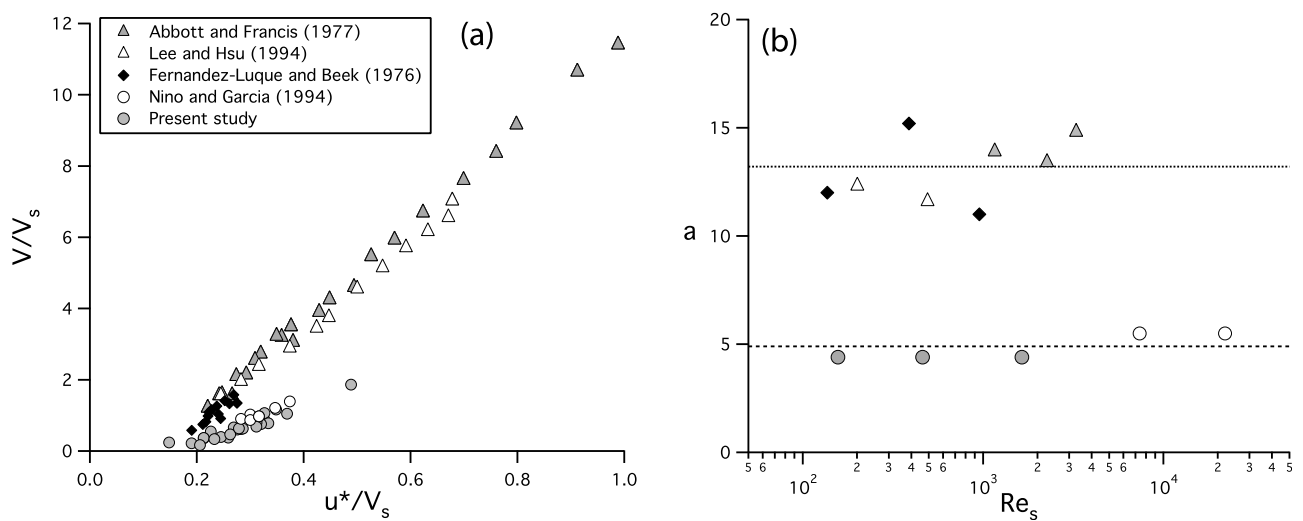 (a)
Abbott and Francis (1977)
Lee and Hsu (1994)
Fernandez-Luque and Beek (1976)
Nino and Garcia (1994)
Present study
12
10
8
6
4
2
0
V/Vs
0.0 0.2 0.4 0.6 0.8 1.0
u*/Vs
(b)
20
15
10
5
0
a
5 6 10² 2 3 4 5 6 10³ 2 3 4 5 6 10⁴ 2 3 4 5
Res